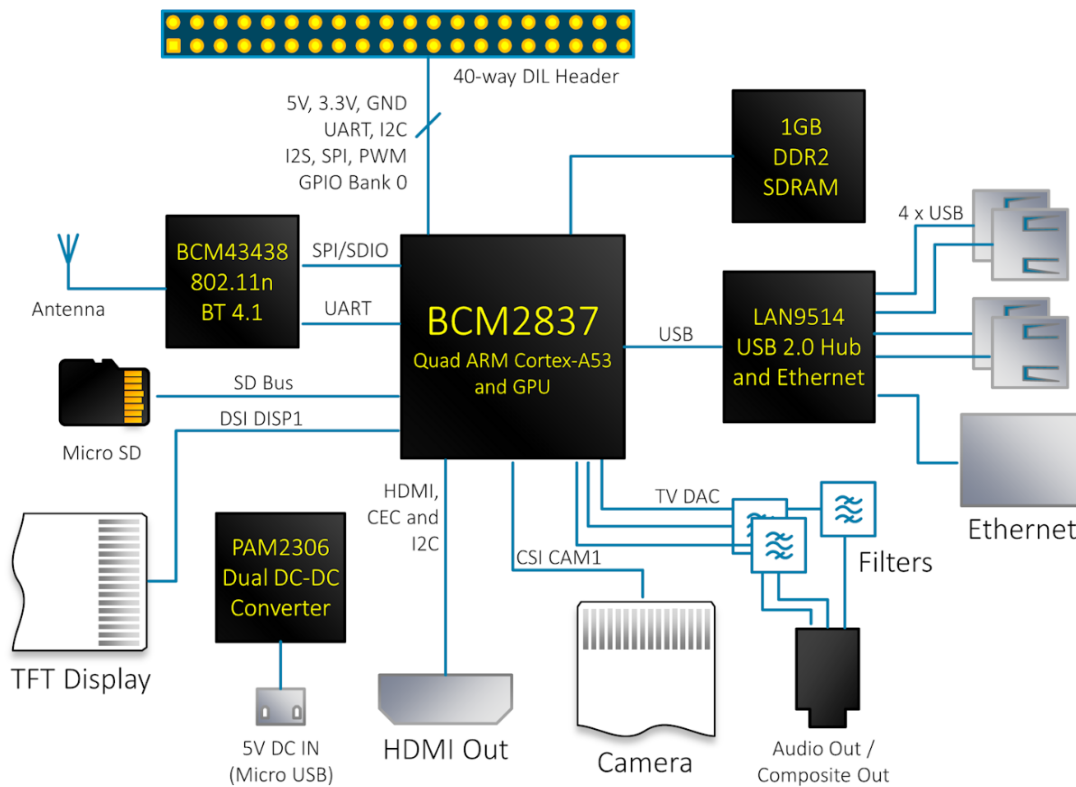 40-way DIL Header
5V, 3.3V, GND
UART, I2C
I2S, SPI, PWM
GPIO Bank 0
1GB
DDR2
SDRAM
4 x USB
BCM43438
802.11n
BT 4.1
SPI/SDIO
UART
Antenna
BCM2837
Quad ARM Cortex-A53
and GPU
USB
LAN9514
USB 2.0 Hub
and Ethernet
SD Bus
DSI DISP1
Micro SD
HDMI,
CEC and
I2C
TV DAC
CSI CAM1
Filters
Ethernet
PAM2306
Dual DC-DC
Converter
TFT Display
5V DC IN
(Micro USB)
HDMI Out
Camera
Audio Out /
Composite Out